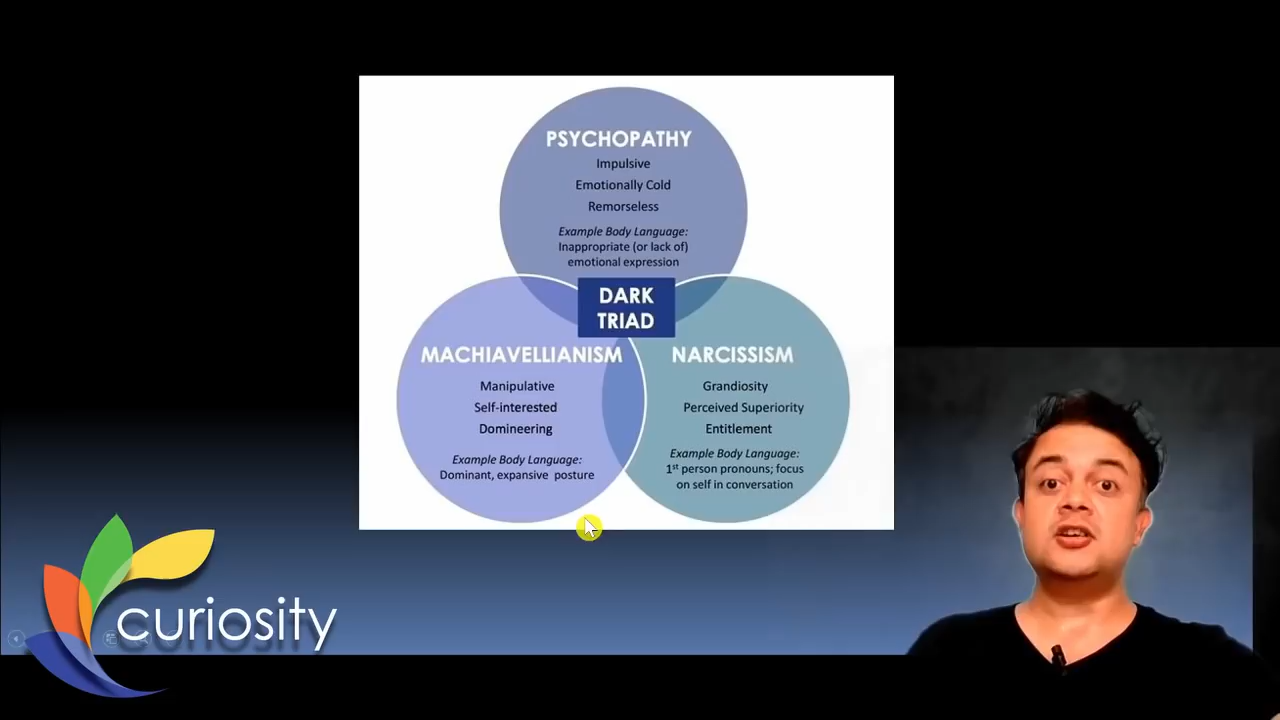 PSYCHOPATHY
Impulsive
Emotionally Cold
Remorseless
Example Body Language:
Inappropriate (or lack of)
emotional expression
DARK
TRIAD
MACHIAVELLIANISM
Manipulative
Self-interested
Domineering
Example Body Language:
Dominant, expansive posture
NARCISSISM
Grandiosity
Perceived Superiority
Entitlement
Example Body Language:
1st person pronouns; focus
on self in conversation
curiosity